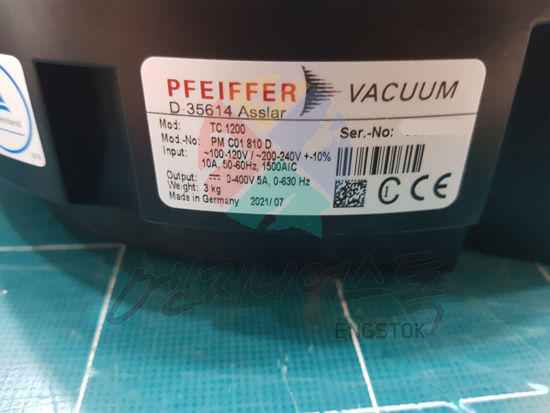 PFEIFFER VACUUM
D-35614 Asslar
Mod: TC 1200
Mod.-No: PM C01 810 D
Input: ~100-120V / ~200-240V +-10%
10A, 50-60Hz, 1500AIC
Output: 0-400V 5A, 0-630 Hz
Weight: 3 kg
Made in Germany 2021/ 07
Ser.-No:
CE
엔지니어스톡
ENGSTOK